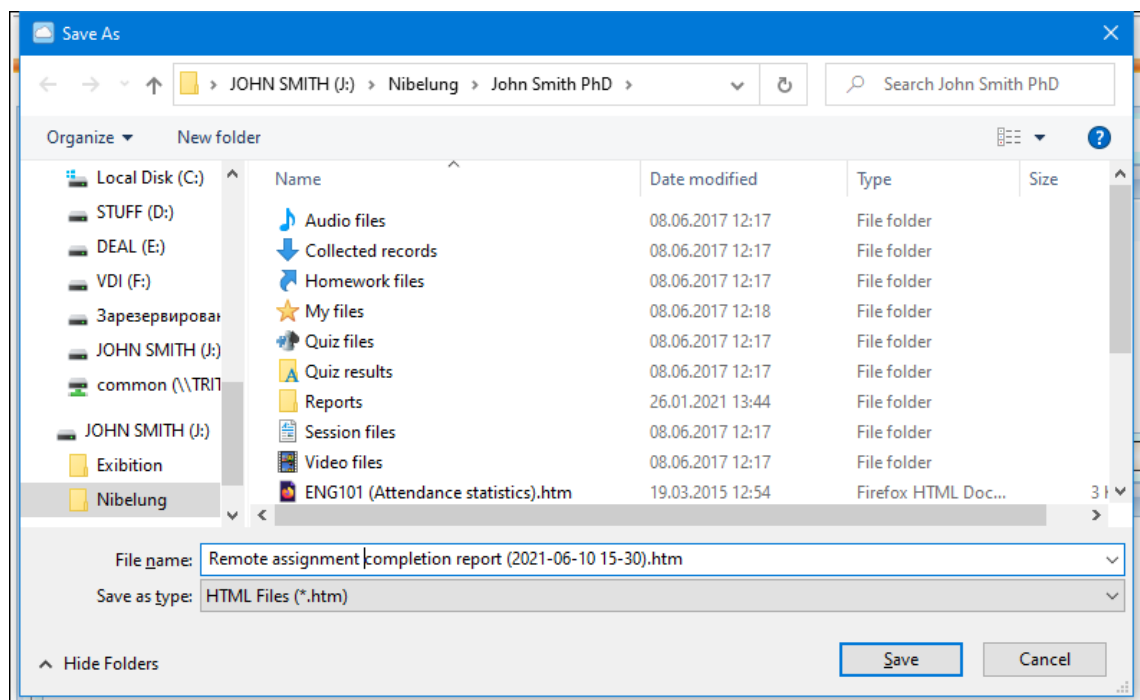 Save As
JOHN SMITH (J:) > Nibelung > John Smith PhD >
Search John Smith PhD
Organize
New folder
Local Disk (C:)
STUFF (D:)
DEAL (E:)
VDI (F:)
Зарезервирован
JOHN SMITH (J:)
common (\\TRIT
JOHN SMITH (J:)
Exibition
Nibelung
Name Date modified Type Size
Audio files 08.06.2017 12:17 File folder
Collected records 08.06.2017 12:17 File folder
Homework files 08.06.2017 12:17 File folder
My files 08.06.2017 12:18 File folder
Quiz files 08.06.2017 12:17 File folder
Quiz results 08.06.2017 12:17 File folder
Reports 26.01.2021 13:44 File folder
Session files 08.06.2017 12:17 File folder
Video files 08.06.2017 12:17 File folder
ENG101 (Attendance statistics).htm 19.03.2015 12:54 Firefox HTML Doc... 3
File name: Remote assignment completion report (2021-06-10 15-30).htm
Save as type: HTML Files (*.htm)
Hide Folders
Save
Cancel